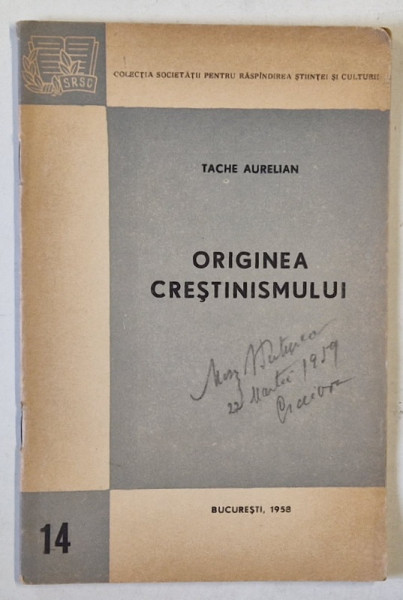 SRSC
COLECȚIA SOCIETĂȚII PENTRU RĂSPÎNDIREA ȘTIINȚEI ȘI CULTURII
TACHE AURELIAN
ORIGINEA
CREȘTINISMULUI
22 Martie 1959
Craiova
BUCUREȘTI, 1958
14